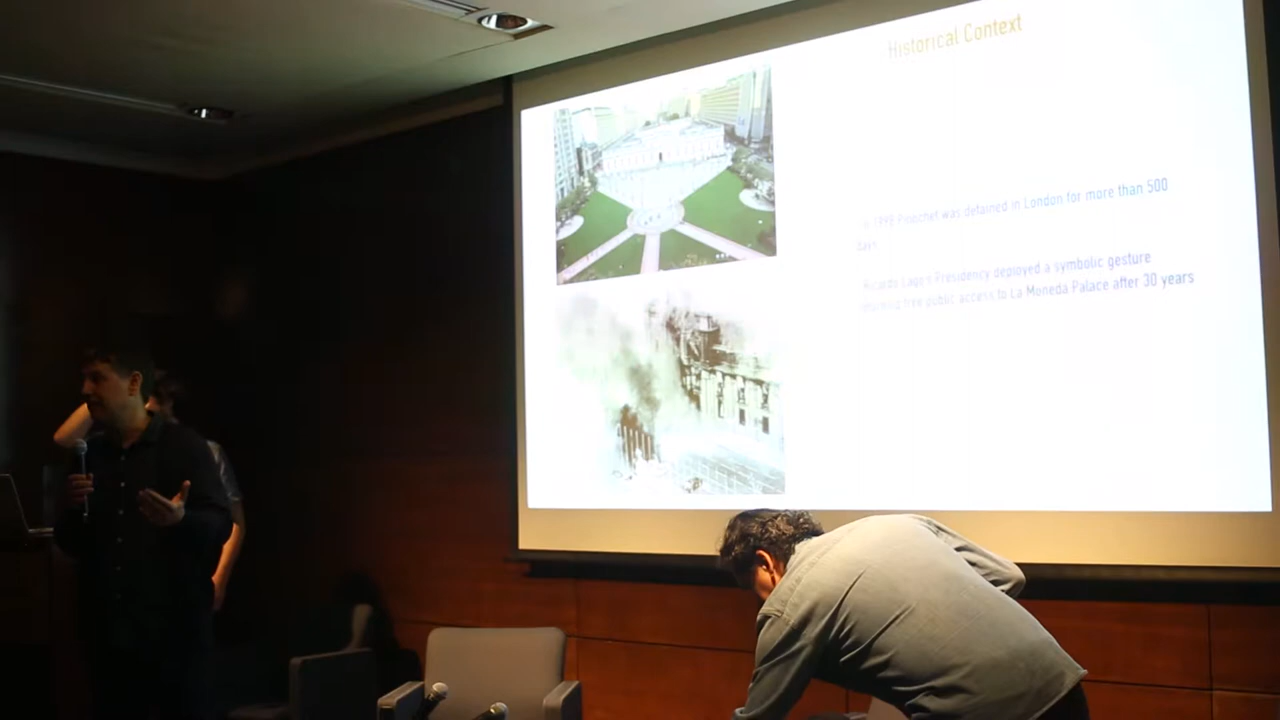 Historical Context
In 1998 Pinochet was detained in London for more than 500
days
Ricardo Lagos Presidency deployed a symbolic gesture
free public access to La Moneda Palace after 30 years